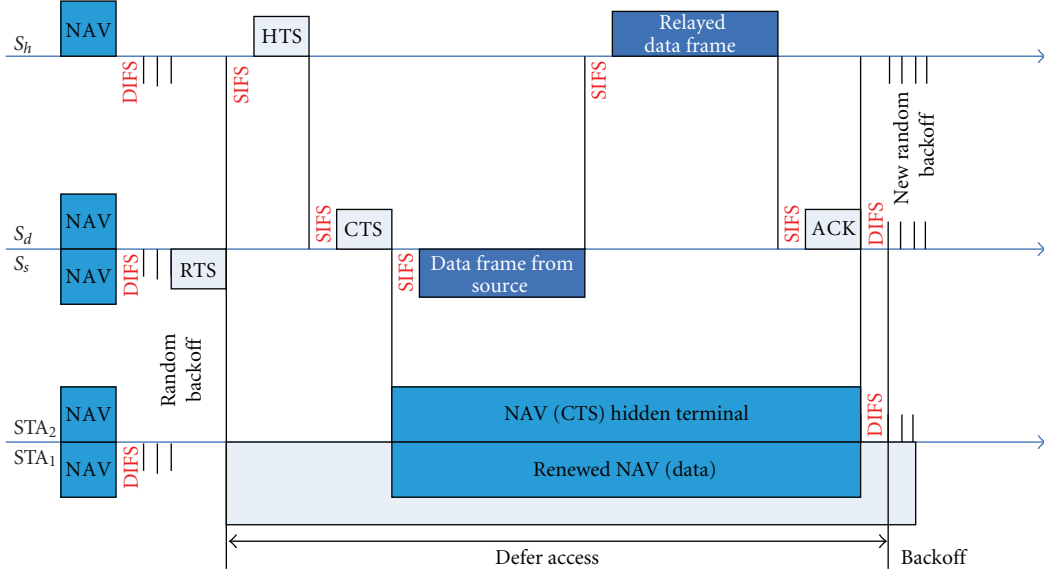 NAV
HTS
Relayed
data frame
S_h
DIFS
SIFS
SIFS
New random
backoff
NAV
SIFS
CTS
SIFS
ACK
DIFS
S_d
S_s
NAV
DIFS
RTS
SIFS
Data frame from
source
Random
backoff
NAV
NAV (CTS) hidden terminal
DIFS
STA₂
STA₁
NAV
DIFS
Renewed NAV (data)
Defer access
Backoff